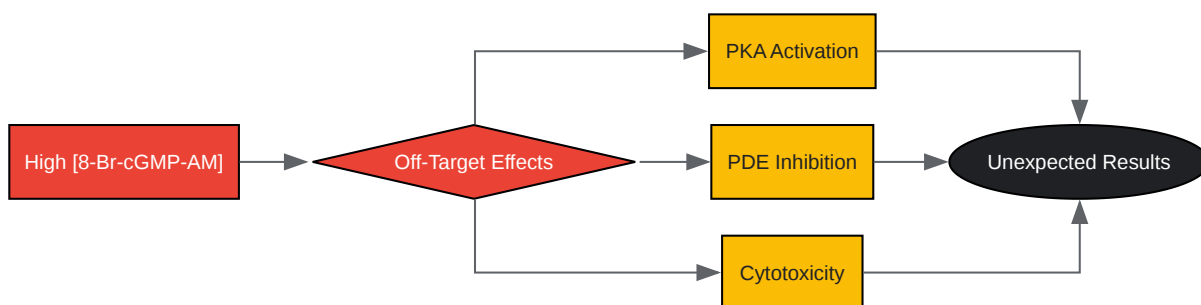 PKA Activation
High [8-Br-cGMP-AM]
Off-Target Effects
PDE Inhibition
Unexpected Results
Cytotoxicity